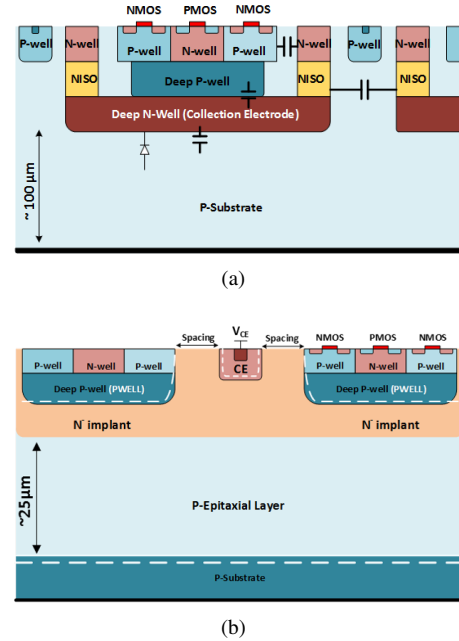 NMOS PMOS NMOS
P-well N-well P-well N-well P-well N-well P-well N-well
NISO Deep P-well NISO NISO
Deep N-Well (Collection Electrode)
~ 100 µm
P-Substrate
(a)
Spacing VCE Spacing NMOS PMOS NMOS
P-well N-well P-well CE P-well N-well P-well
Deep P-well (PWELL) Deep P-well (PWELL)
N- implant N- implant
~25µm
P-Epitaxial Layer
P-Substrate
(b)